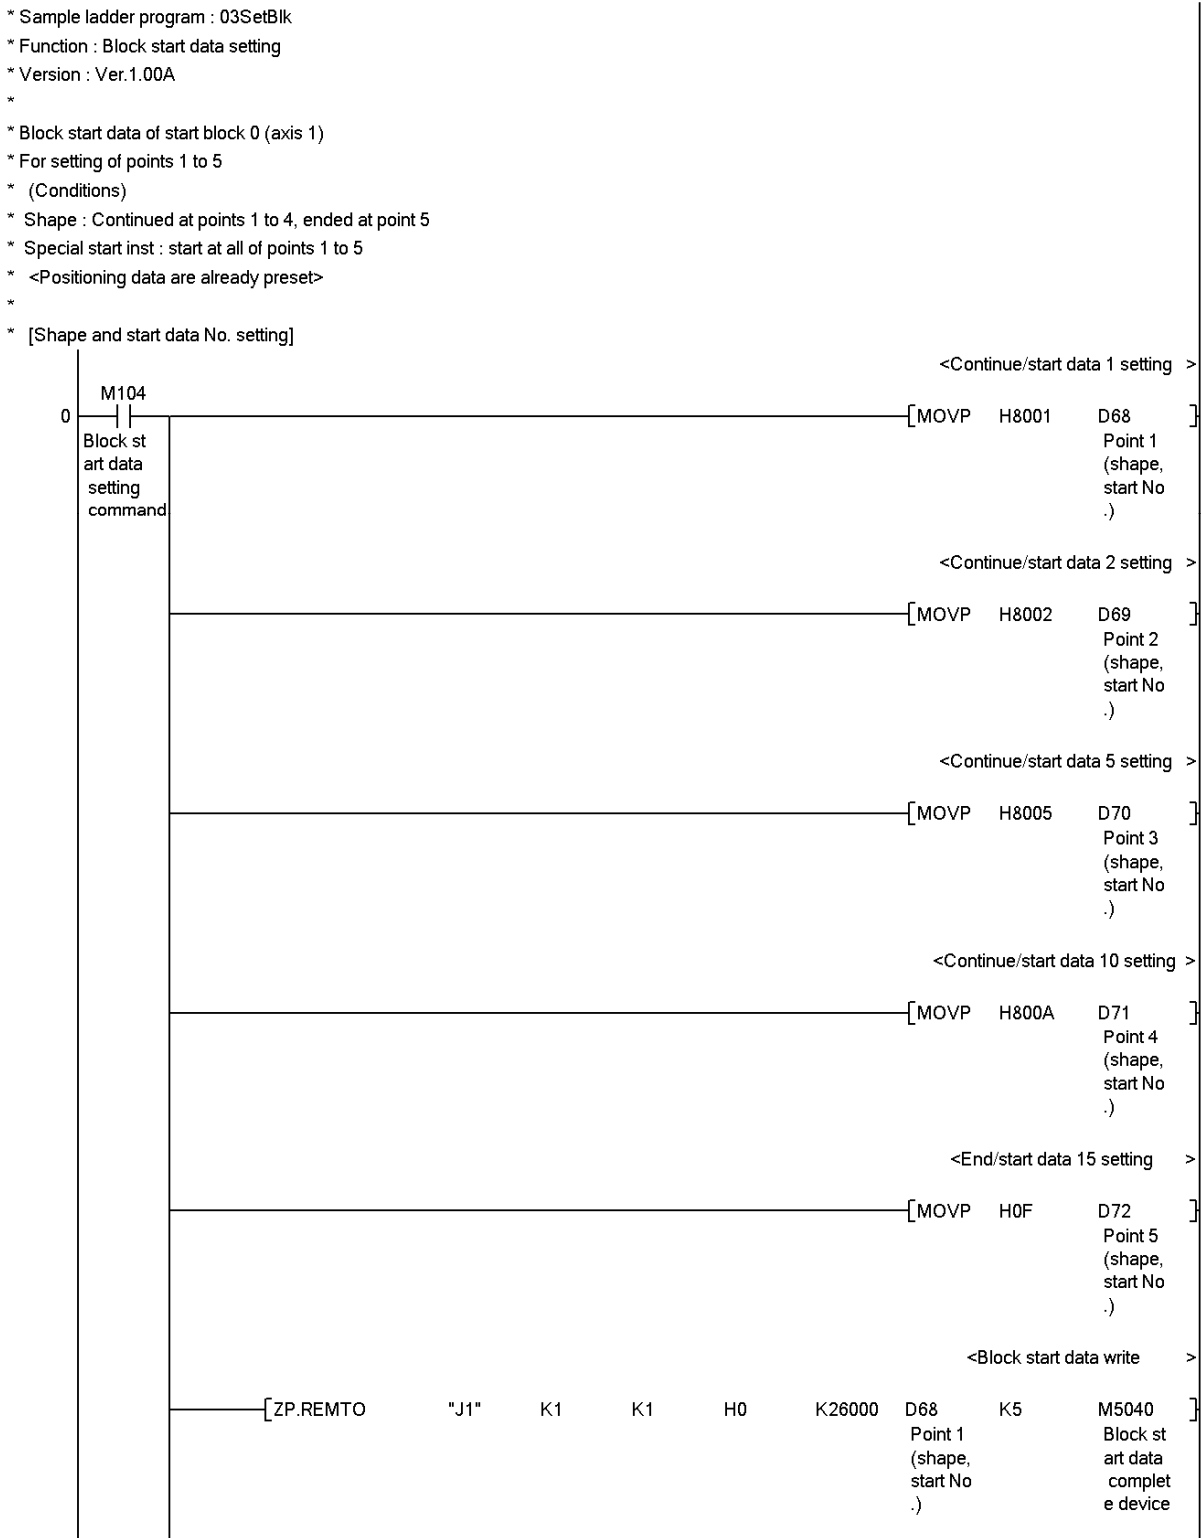 * Sample ladder program : 03SetBlk
* Function : Block start data setting
* Version : Ver.1.00A
*
* Block start data of start block 0 (axis 1)
* For setting of points 1 to 5
* (Conditions)
* Shape : Continued at points 1 to 4, ended at point 5
* Special start inst : start at all of points 1 to 5
* <Positioning data are already preset>
*
* [Shape and start data No. setting]
<Continue/start data 1 setting >
M104
0 [MOVP H8001 D68 ]
Block st
art data
setting
command
Point 1
(shape,
start No
.)
<Continue/start data 2 setting >
[MOVP H8002 D69 ]
Point 2
(shape,
start No
.)
<Continue/start data 5 setting >
[MOVP H8005 D70 ]
Point 3
(shape,
start No
.)
<Continue/start data 10 setting >
[MOVP H800A D71 ]
Point 4
(shape,
start No
.)
<End/start data 15 setting >
[MOVP H0F D72 ]
Point 5
(shape,
start No
.)
<Block start data write >
[ZP.REMTO "J1" K1 K1 H0 K26000 D68 K5 M5040 ]
Point 1
(shape,
start No
.)
Block st
art data
complet
e device